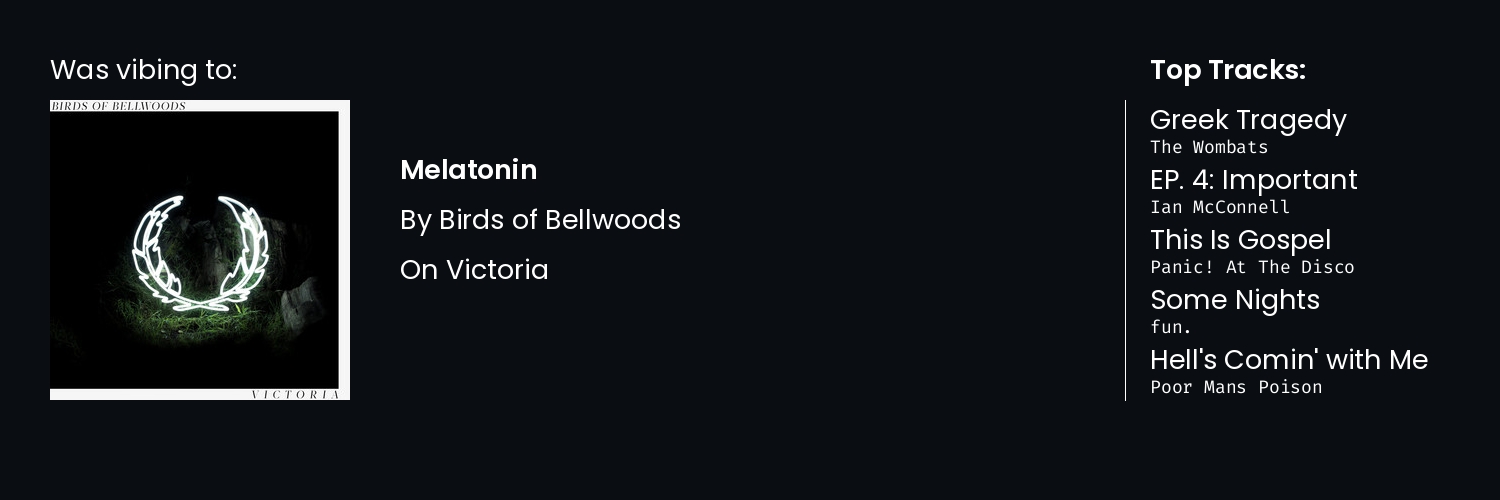 Was vibing to:
BIRDS OF BELLWOODS
VICTORIA
Melatonin
By Birds of Bellwoods
On Victoria
Top Tracks:
Greek Tragedy
The Wombats
EP. 4: Important
Ian McConnell
This Is Gospel
Panic! At The Disco
Some Nights
fun.
Hell's Comin' with Me
Poor Mans Poison